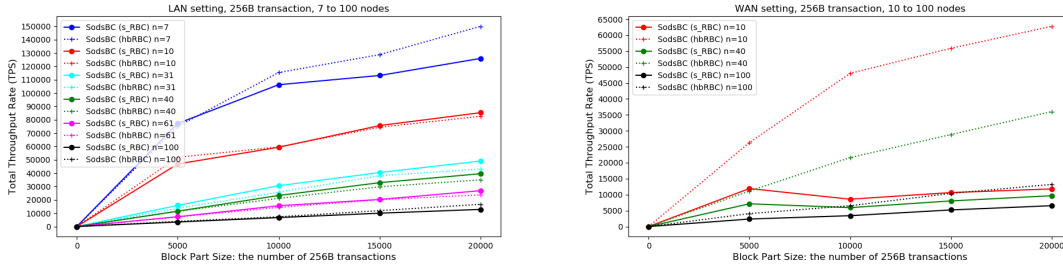 LAN setting, 256B transaction, 7 to 100 nodes
Total Throughput Rate (TPS)
150000
140000
130000
120000
110000
100000
90000
80000
70000
60000
50000
40000
30000
20000
10000
0
SodsBC (s_RBC) n=7
SodsBC (hbRBC) n=7
SodsBC (s_RBC) n=10
SodsBC (hbRBC) n=10
SodsBC (s_RBC) n=31
SodsBC (hbRBC) n=31
SodsBC (s_RBC) n=40
SodsBC (hbRBC) n=40
SodsBC (s_RBC) n=61
SodsBC (hbRBC) n=61
SodsBC (s_RBC) n=100
SodsBC (hbRBC) n=100
0 5000 10000 15000 20000
Block Part Size: the number of 256B transactions
WAN setting, 256B transaction, 10 to 100 nodes
Total Throughput Rate (TPS)
65000
60000
55000
50000
45000
40000
35000
30000
25000
20000
15000
10000
5000
0
SodsBC (s_RBC) n=10
SodsBC (hbRBC) n=10
SodsBC (s_RBC) n=40
SodsBC (hbRBC) n=40
SodsBC (s_RBC) n=100
SodsBC (hbRBC) n=100
0 5000 10000 15000 20000
Block Part Size: the number of 256B transactions